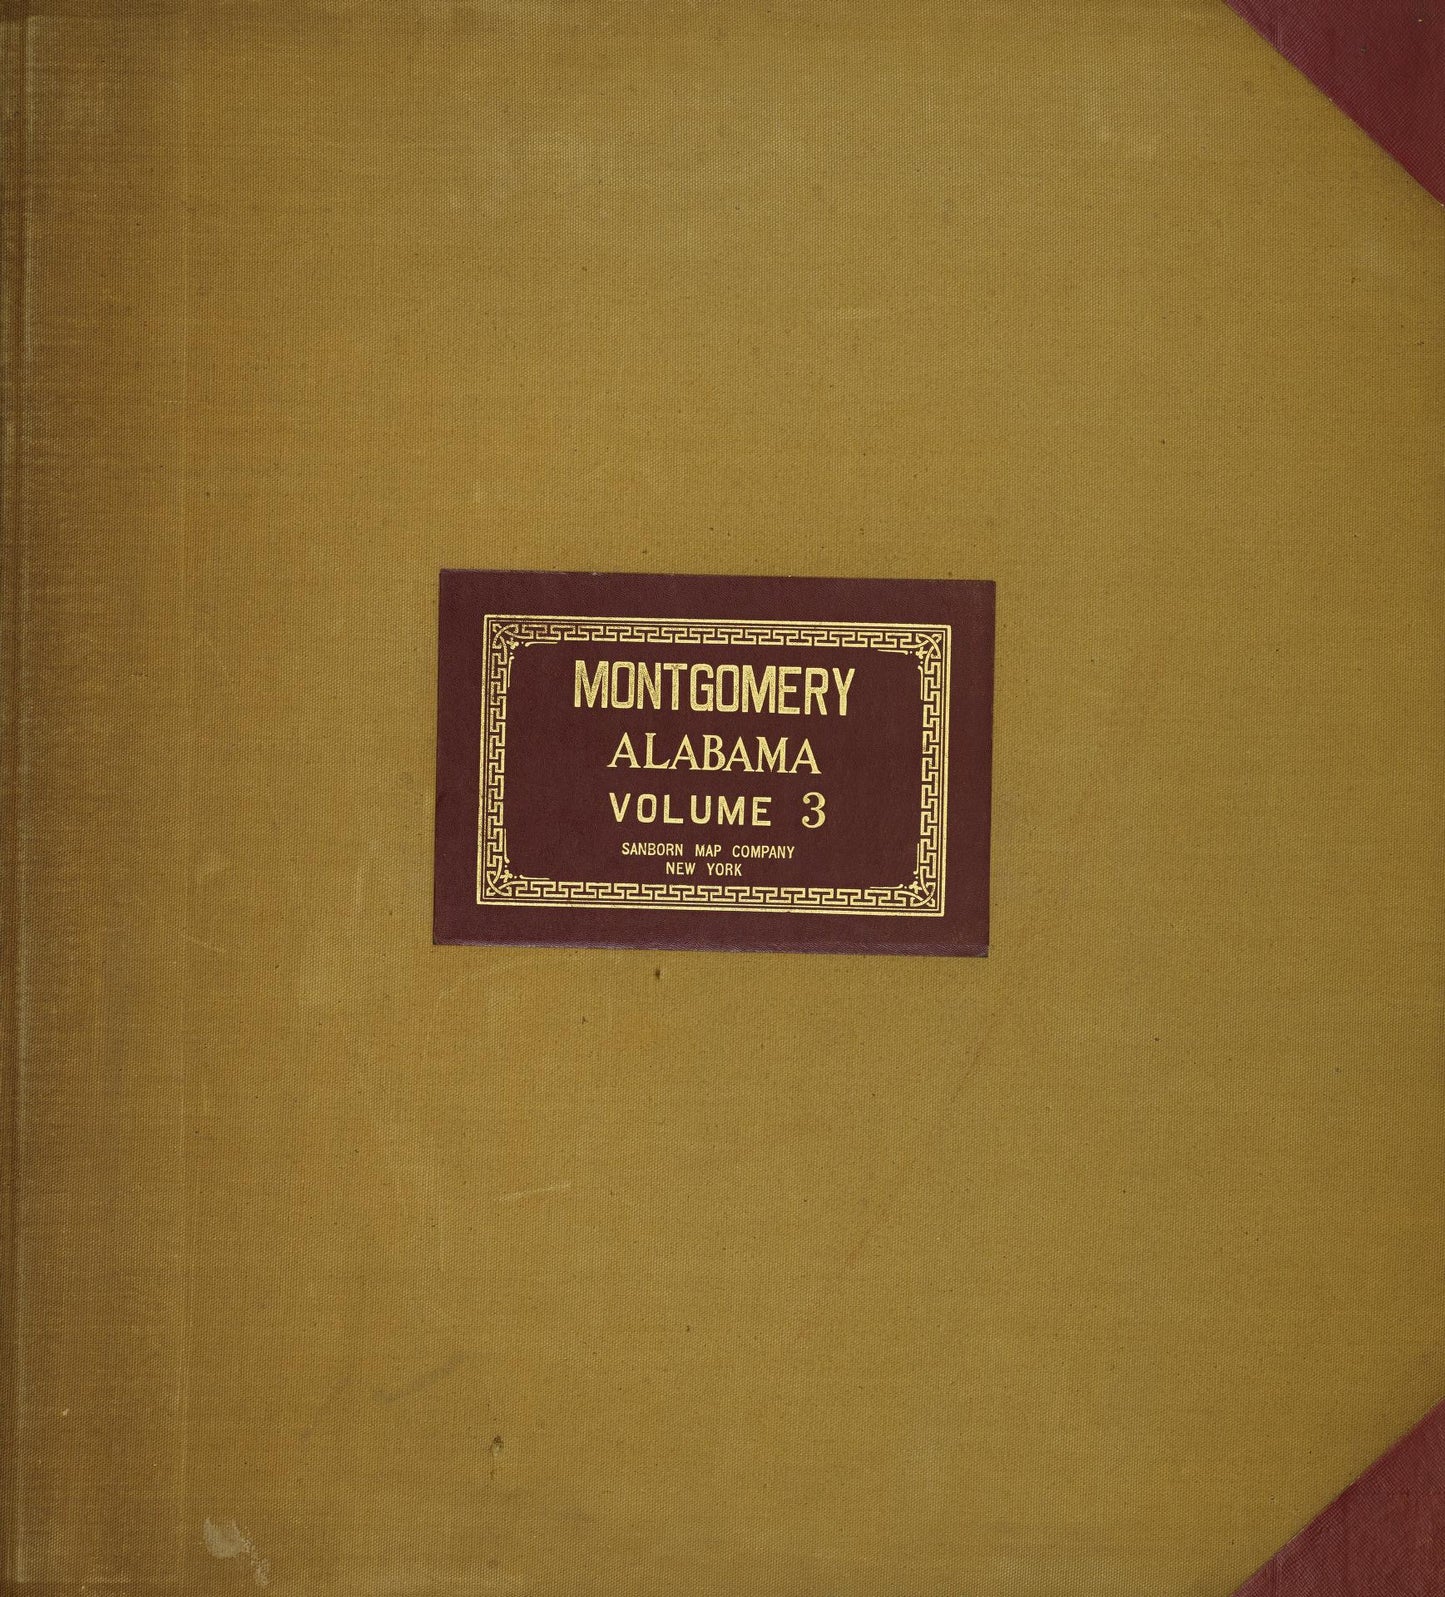 MONTGOMERY
ALABAMA
VOLUME 3
SANBORN MAP COMPANY
NEW YORK